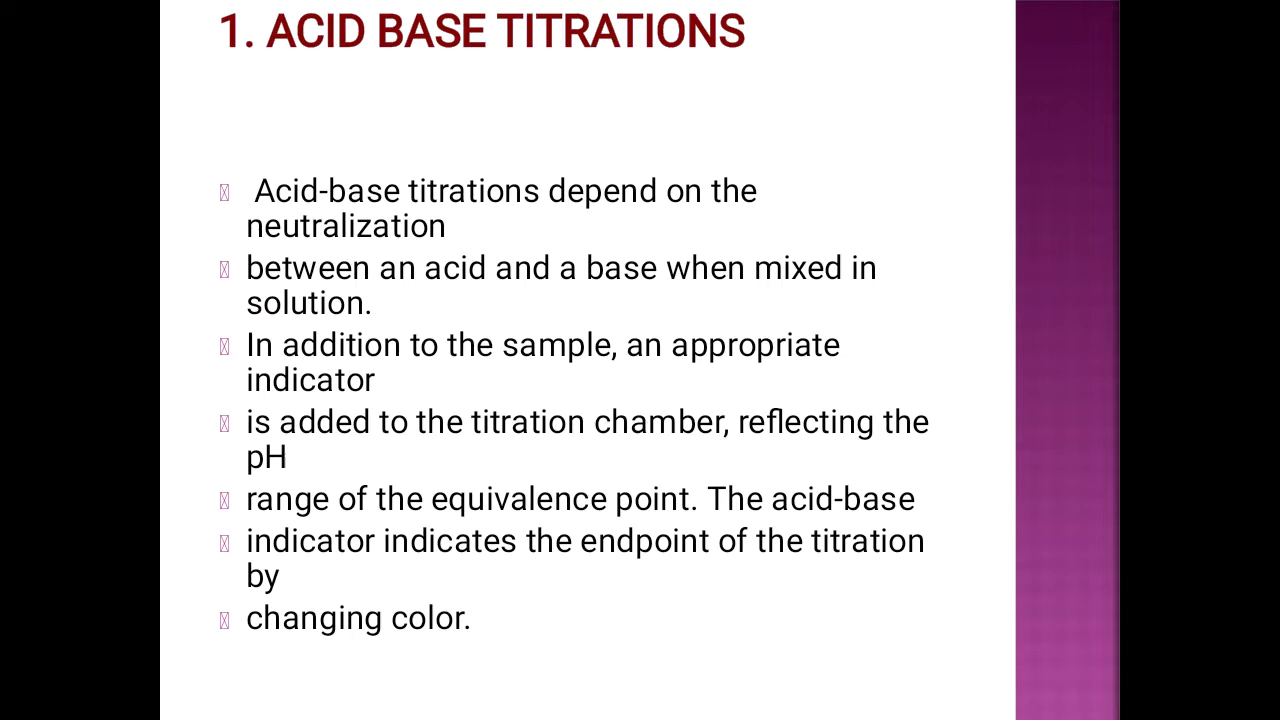 1. ACID BASE TITRATIONS
Acid-base titrations depend on the
neutralization
between an acid and a base when mixed in
solution.
In addition to the sample, an appropriate
indicator
is added to the titration chamber, reflecting the
pH
range of the equivalence point. The acid-base
indicator indicates the endpoint of the titration
by
changing color.